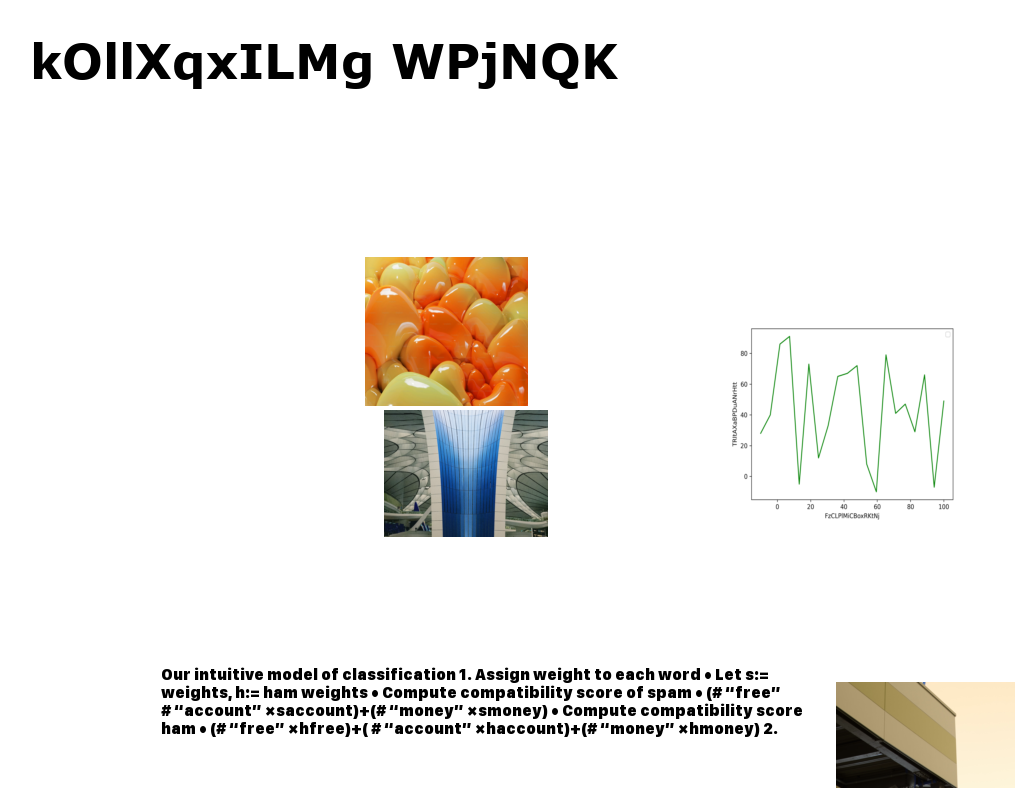 kOllXqxILMg WPjNQK
80
60
40
20
0
0 20 40 60 80 100
Our intuitive model of classification 1. Assign weight to each word • Let s:=
weights, h:= ham weights • Compute compatibility score of spam • (# “free”
# “account” ×saccount)+(# “money” ×smoney) • Compute compatibility score
ham • (# “free” ×hfree)+( # “account” ×haccount)+(# “money” ×hmoney) 2.